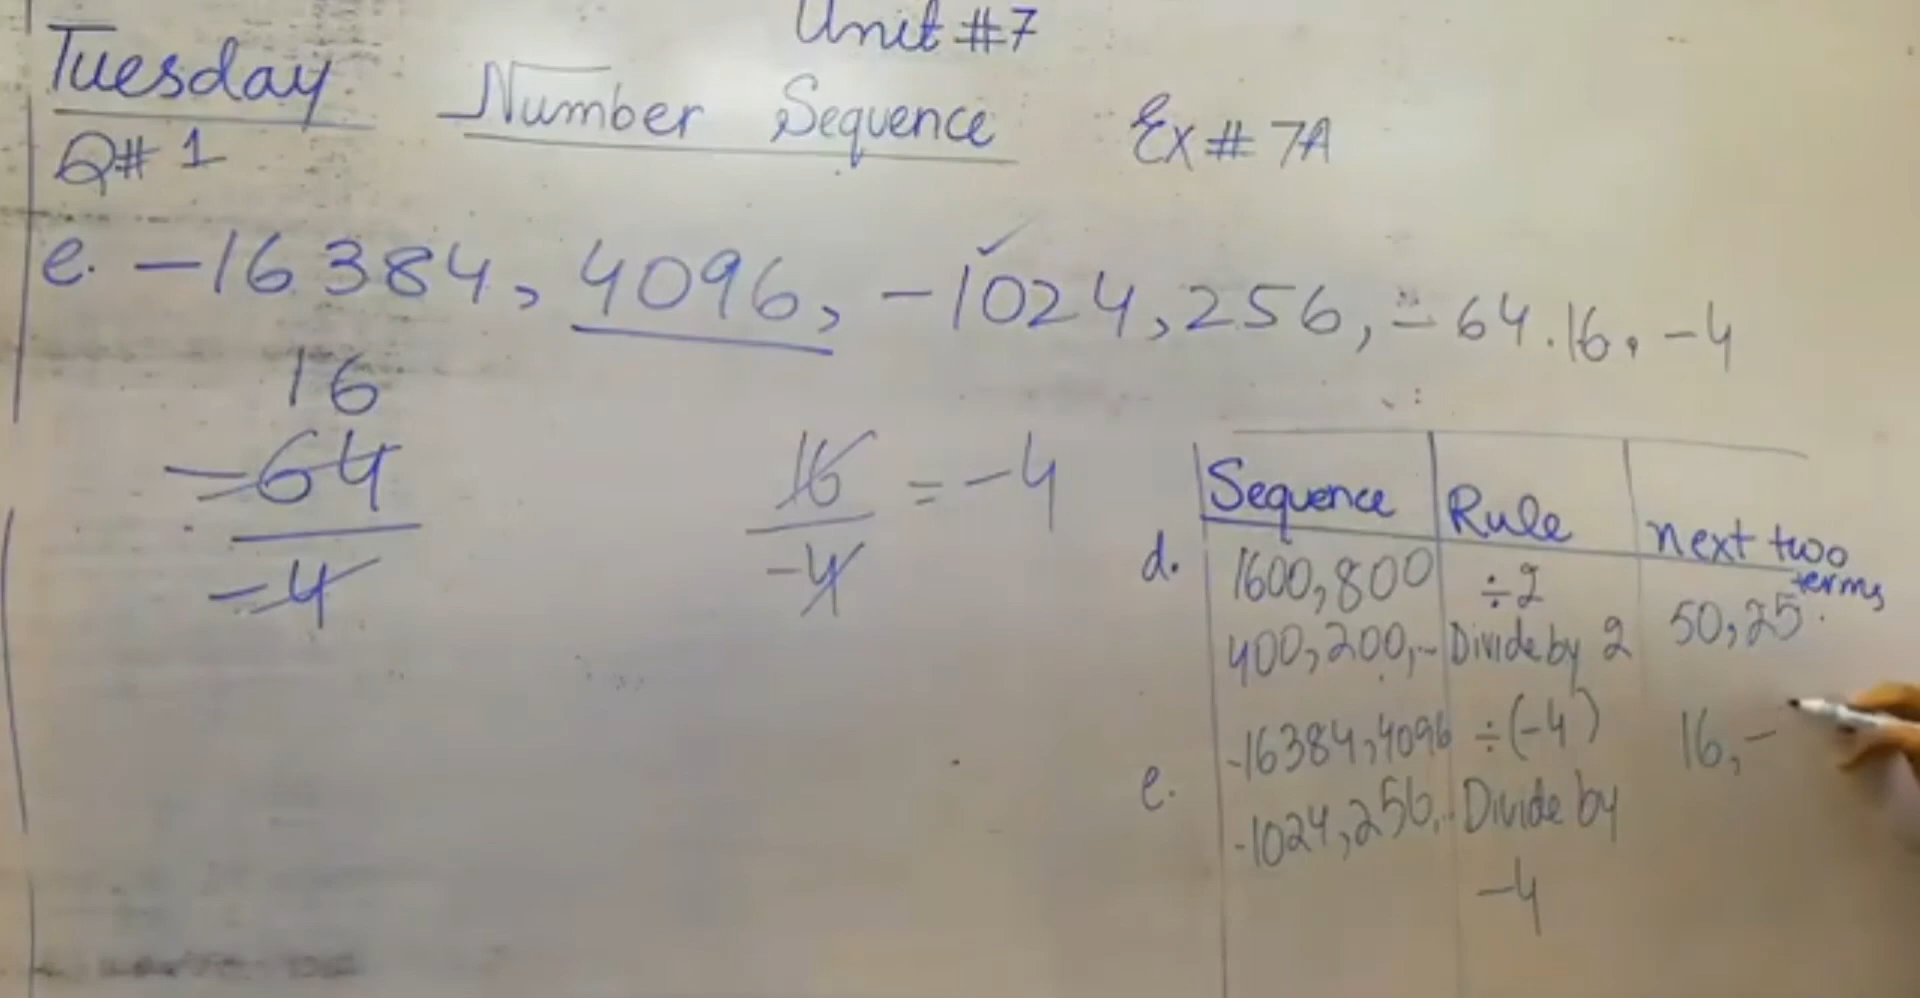 Unit #7
Tuesday
Number Sequence
Ex # 7A
Q# 1
e. -16384, 4096, -1024, 256, -64. 16, -4
16
-64
-4
16 = -4
-4
Sequence Rule next two terms
d. 1600, 800 ÷2
400, 200, .. Divide by 2 50, 25.
-16384, 4096 ÷(-4) 16, -
e. -1024, 256, .. Divide by
-4